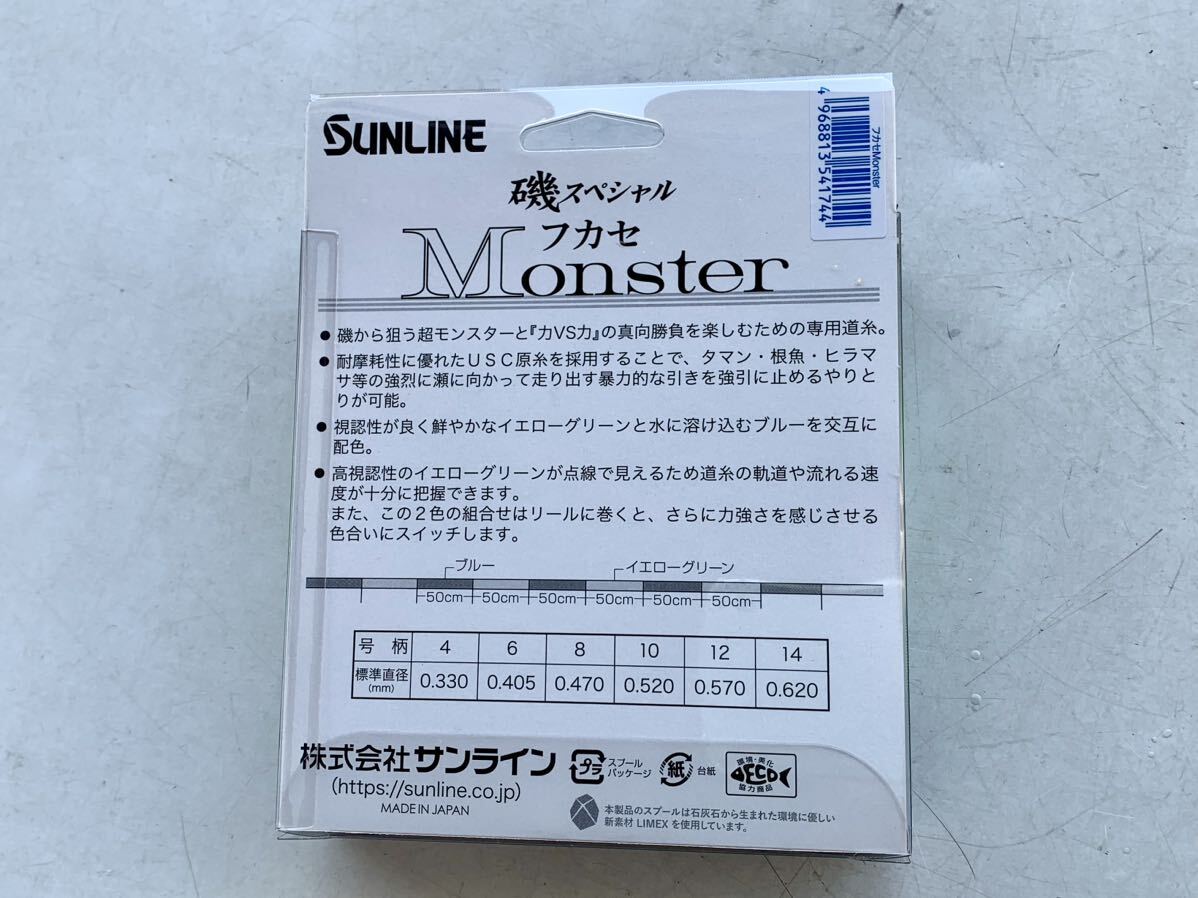 SUNLINE
4 968813 541744
フカセMonster
磯スペシャル
フカセ
Monster
● 磯から狙う超モンスターと『力VS力』の真向勝負を楽しむための専用道糸。
● 耐摩耗性に優れたＵＳＣ原糸を採用することで、タマン・根魚・ヒラマ
サ等の強烈に瀬に向かって走り出す暴力的な引きを強引に止めるやりと
りが可能。
● 視認性が良く鮮やかなイエローグリーンと水に溶け込むブルーを交互に
配色。
● 高視認性のイエローグリーンが点線で見えるため道糸の軌道や流れる速
度が十分に把握できます。
また、この２色の組合せはリールに巻くと、さらに力強さを感じさせる
色合いにスイッチします。
ブルー イエローグリーン
50cm 50cm 50cm 50cm 50cm 50cm
号柄 4 6 8 10 12 14
標準直径(mm) 0.330 0.405 0.470 0.520 0.570 0.620
株式会社サンライン
(https://sunline.co.jp)
MADE IN JAPAN
プラ スプール
パッケージ
紙 台紙
環境・美化
ECO
協力商品
本製品のスプールは石灰石から生まれた環境に優しい
新素材 LIMEX を使用しています。